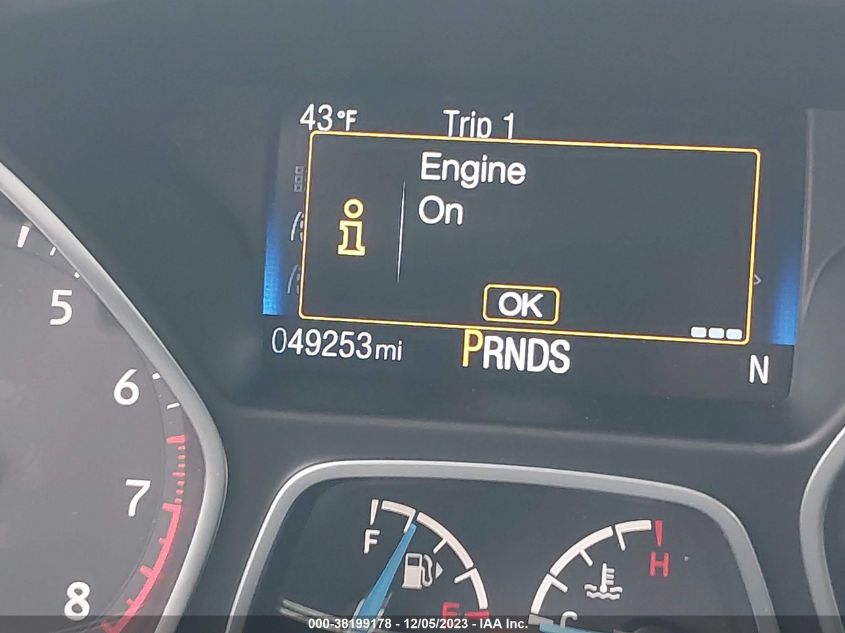 43°F Trip 1
Engine
On
OK
049253mi PRNDS N
5
6
7
8
F
E
H
C
000-38199178 - 12/05/2023 - IAA Inc.